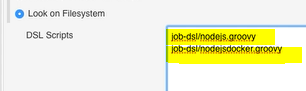 Look on Filesystem
DSL Scripts
job-dsl/nodejs.groovy
job-dsl/nodejsdocker.groovy